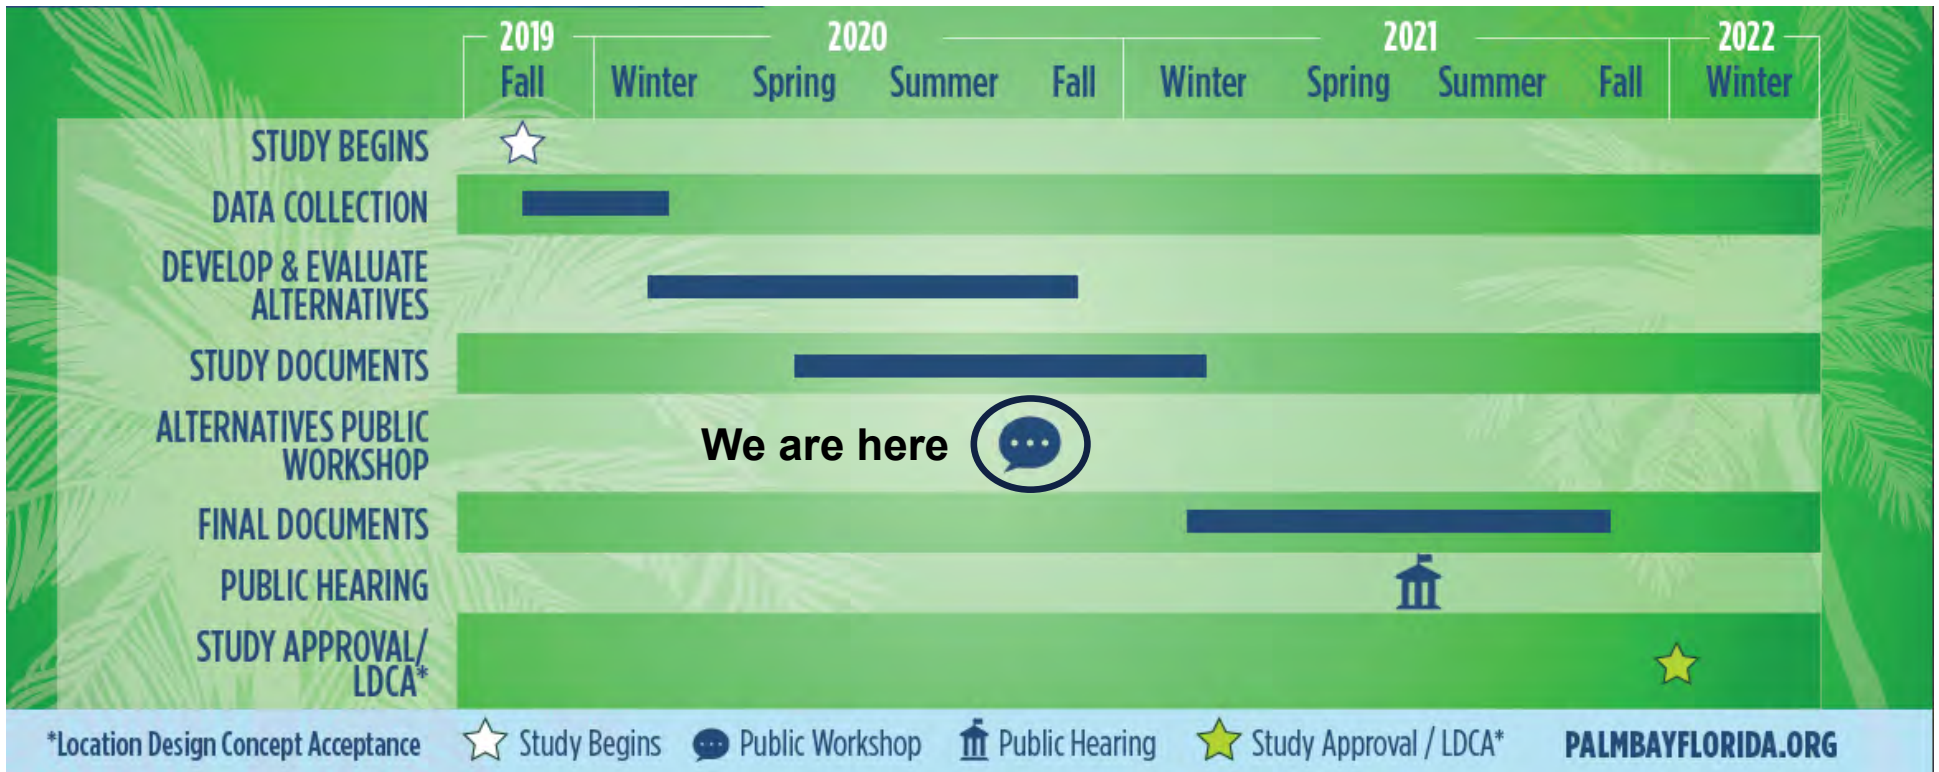 2019 2020 2021 2022
Fall Winter Spring Summer Fall Winter Spring Summer Fall Winter
STUDY BEGINS
DATA COLLECTION
DEVELOP & EVALUATE
ALTERNATIVES
STUDY DOCUMENTS
ALTERNATIVES PUBLIC
WORKSHOP
We are here
FINAL DOCUMENTS
PUBLIC HEARING
STUDY APPROVAL/
LDCA*
*Location Design Concept Acceptance Study Begins Public Workshop Public Hearing Study Approval / LDCA* PALMBAYFLORIDA.ORG